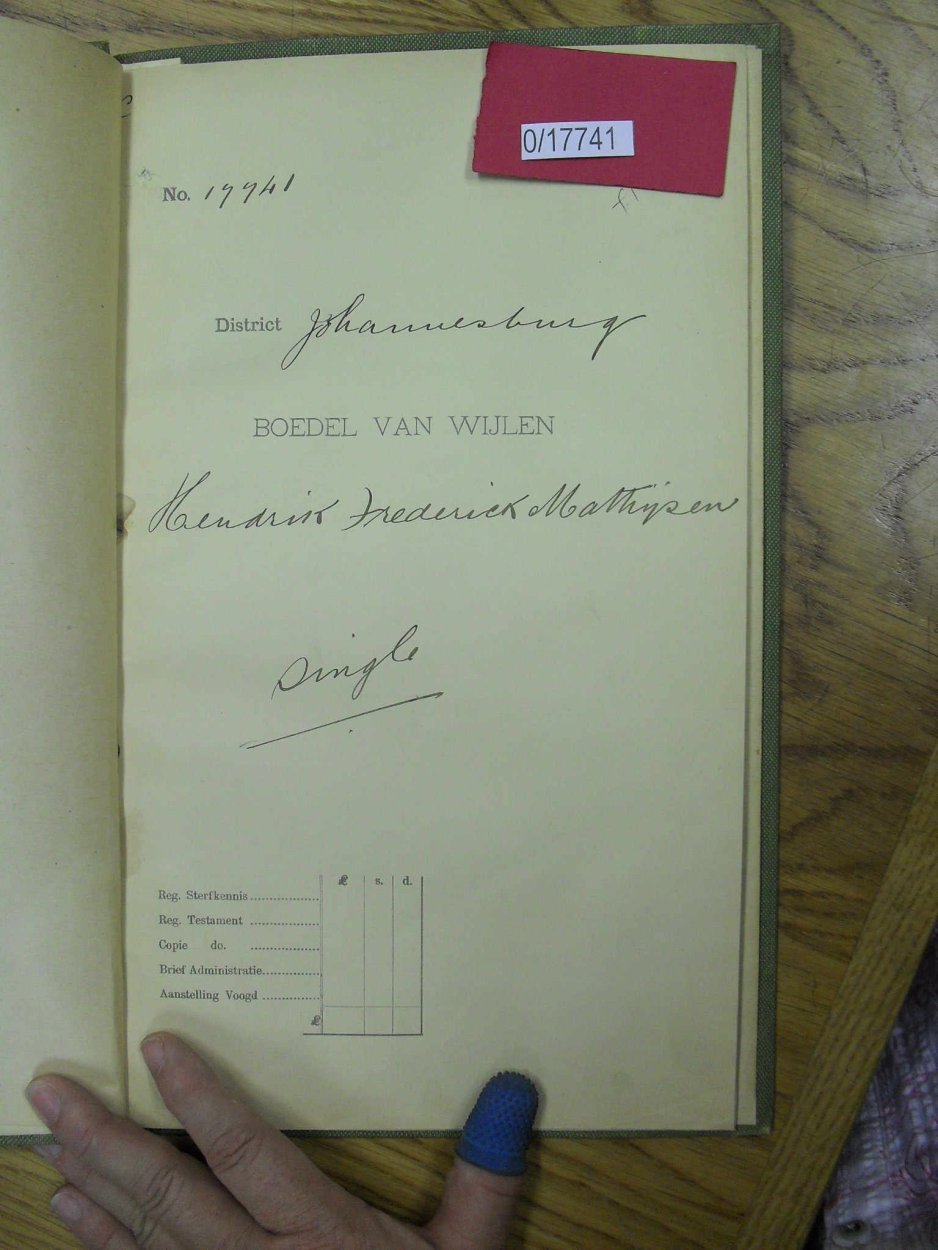 0/17741
No. 17741
District Johannesburg
BOEDEL VAN WIJLEN
Hendrik Frederick Mathijsen
Single
£ s. d.
Reg. Sterfkennis
Reg. Testament
Copie do.
Brief Administratie
Aanstelling Voogd
£